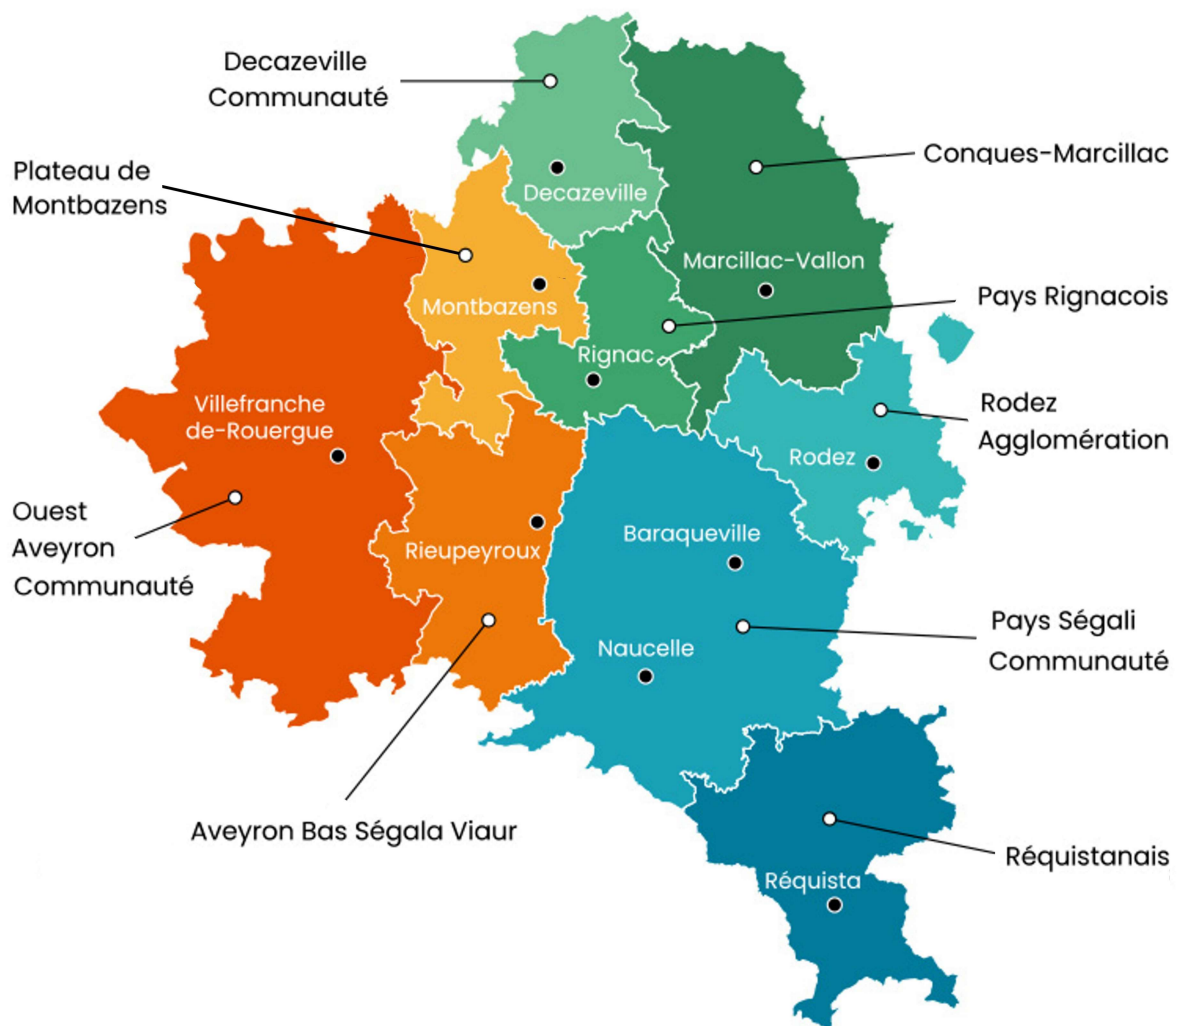 Decazeville
Communauté
Conques-Marcillac
Plateau de
Montbazens
Decazeville
Marcillac-Vallon
Pays Rignacois
Montbazens
Rignac
Villefranche
de-Rouergue
Rodez
Agglomération
Rodez
Ouest
Aveyron
Communauté
Rieupeyroux
Baraqueville
Pays Ségali
Communauté
Naucelle
Aveyron Bas Ségala Viaur
Réquistanais
Réquista